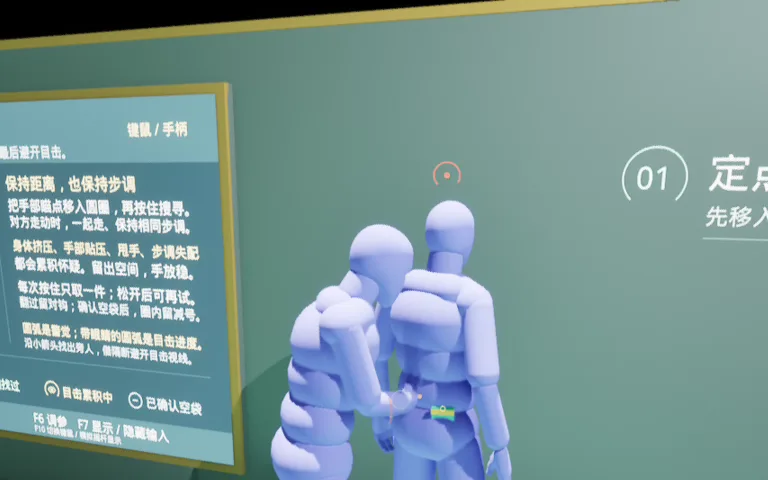 键鼠 / 手柄
最后避开目击。
保持距离，也保持步调
把手部瞄点移入圆圈，再按住搜寻。
对方走动时，一起走、保持相同步调。
身体挤压、手部贴压、甩手、步调失配
都会累积怀疑。留出空间，手放稳。
每次按住只取一件；松开后可再试。
翻过留对钩；确认空袋后，圈内留减号。
圆弧是警觉；带眼睛的圆弧是目击进度。
沿小箭头找出旁人，借隔断避开目击视线。
找过
目击累积中
已确认空袋
F6 调参 F7 显示 / 隐藏输入
01
定点
先移入